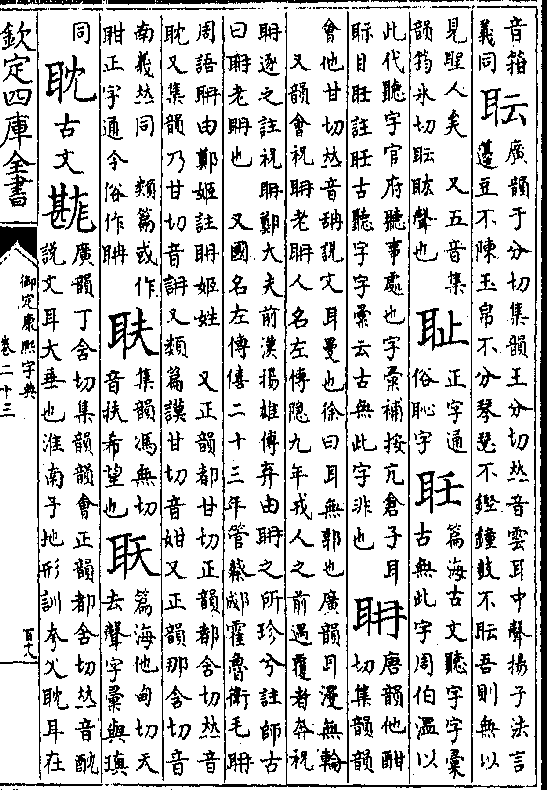 音箱
義同 耺 廣韻于分切集韻王分切𠀤音雲耳中聲揚子法言
籩豆不陳玉帛不分琴瑟不鏗鐘鼓不耺吾則無以
見聖人矣 又五音集
韻筠氷切耺耾聲也 耻 正字通
俗恥字 𦔻 篇海古文聽字字彙
古無此字周伯溫以
此代聽字官府聽事處也字彙補按亢倉子耳
眎目𦔻註𦔻古聽字字彙云古無此字非也 耼 唐韻他酣
切集韻韻
會他甘切𠀤音聃說文耳曼也徐曰耳無郭也廣韻耳漫無輪
又韻會祝耼老耼人名左傳隱九年戎人之前遇覆者奔祝
耼逐之註祝耼鄭大夫前漢揚雄傳弃由耼之所珍兮註師古
曰耼老耼也 又國名左傳僖二十三年管蔡郕霍魯衛毛耼
周語耼由鄭姬註耼姬姓 又正韻都甘切正韻都含切𠀤音
耽又集韻乃甘切音諵又類篇謨甘切音姏又正韻那含切音
南義𠀤同 類篇或作
䎃正字通今俗作聃 𦔮 集韻馮無切
音扶希望也 𦕁 篇海他甸切天
去聲字彙與瑱
同 耽 古文𦖋 廣韻丁含切集韻韻會正韻都含切𠀤音酖
說文耳大垂也淮南子地形訓夸父耽耳在
欽定四庫全書
御定康熙字典
卷二十三